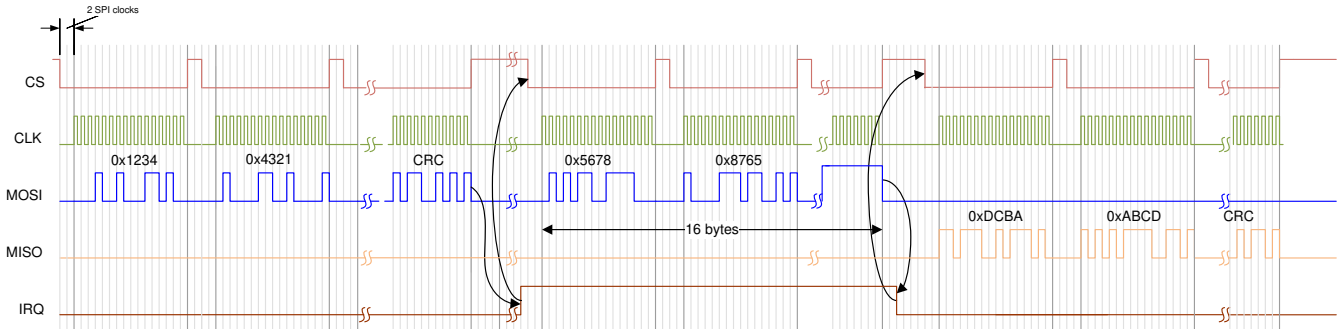 2 SPI clocks
CS
CLK
0x1234 0x4321 CRC 0x5678 0x8765
MOSI
0xDCBA 0xABCD CRC
16 bytes
MISO
IRQ